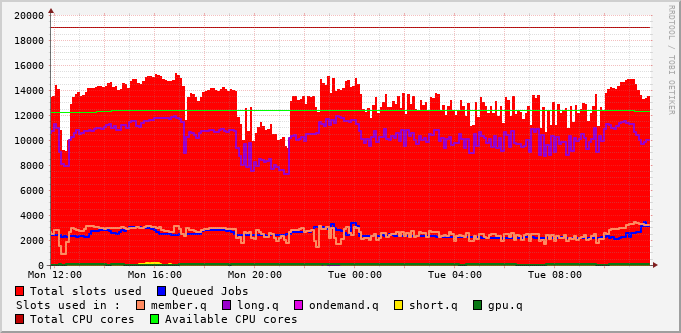 20000
18000
16000
14000
12000
10000
8000
6000
4000
2000
0
Mon 12:00 Mon 16:00 Mon 20:00 Tue 00:00 Tue 04:00 Tue 08:00
Total slots used Queued Jobs
Slots used in : member.q long.q ondemand.q short.q gpu.q
Total CPU cores Available CPU cores
RRDTOOL / TOBI OETIKER